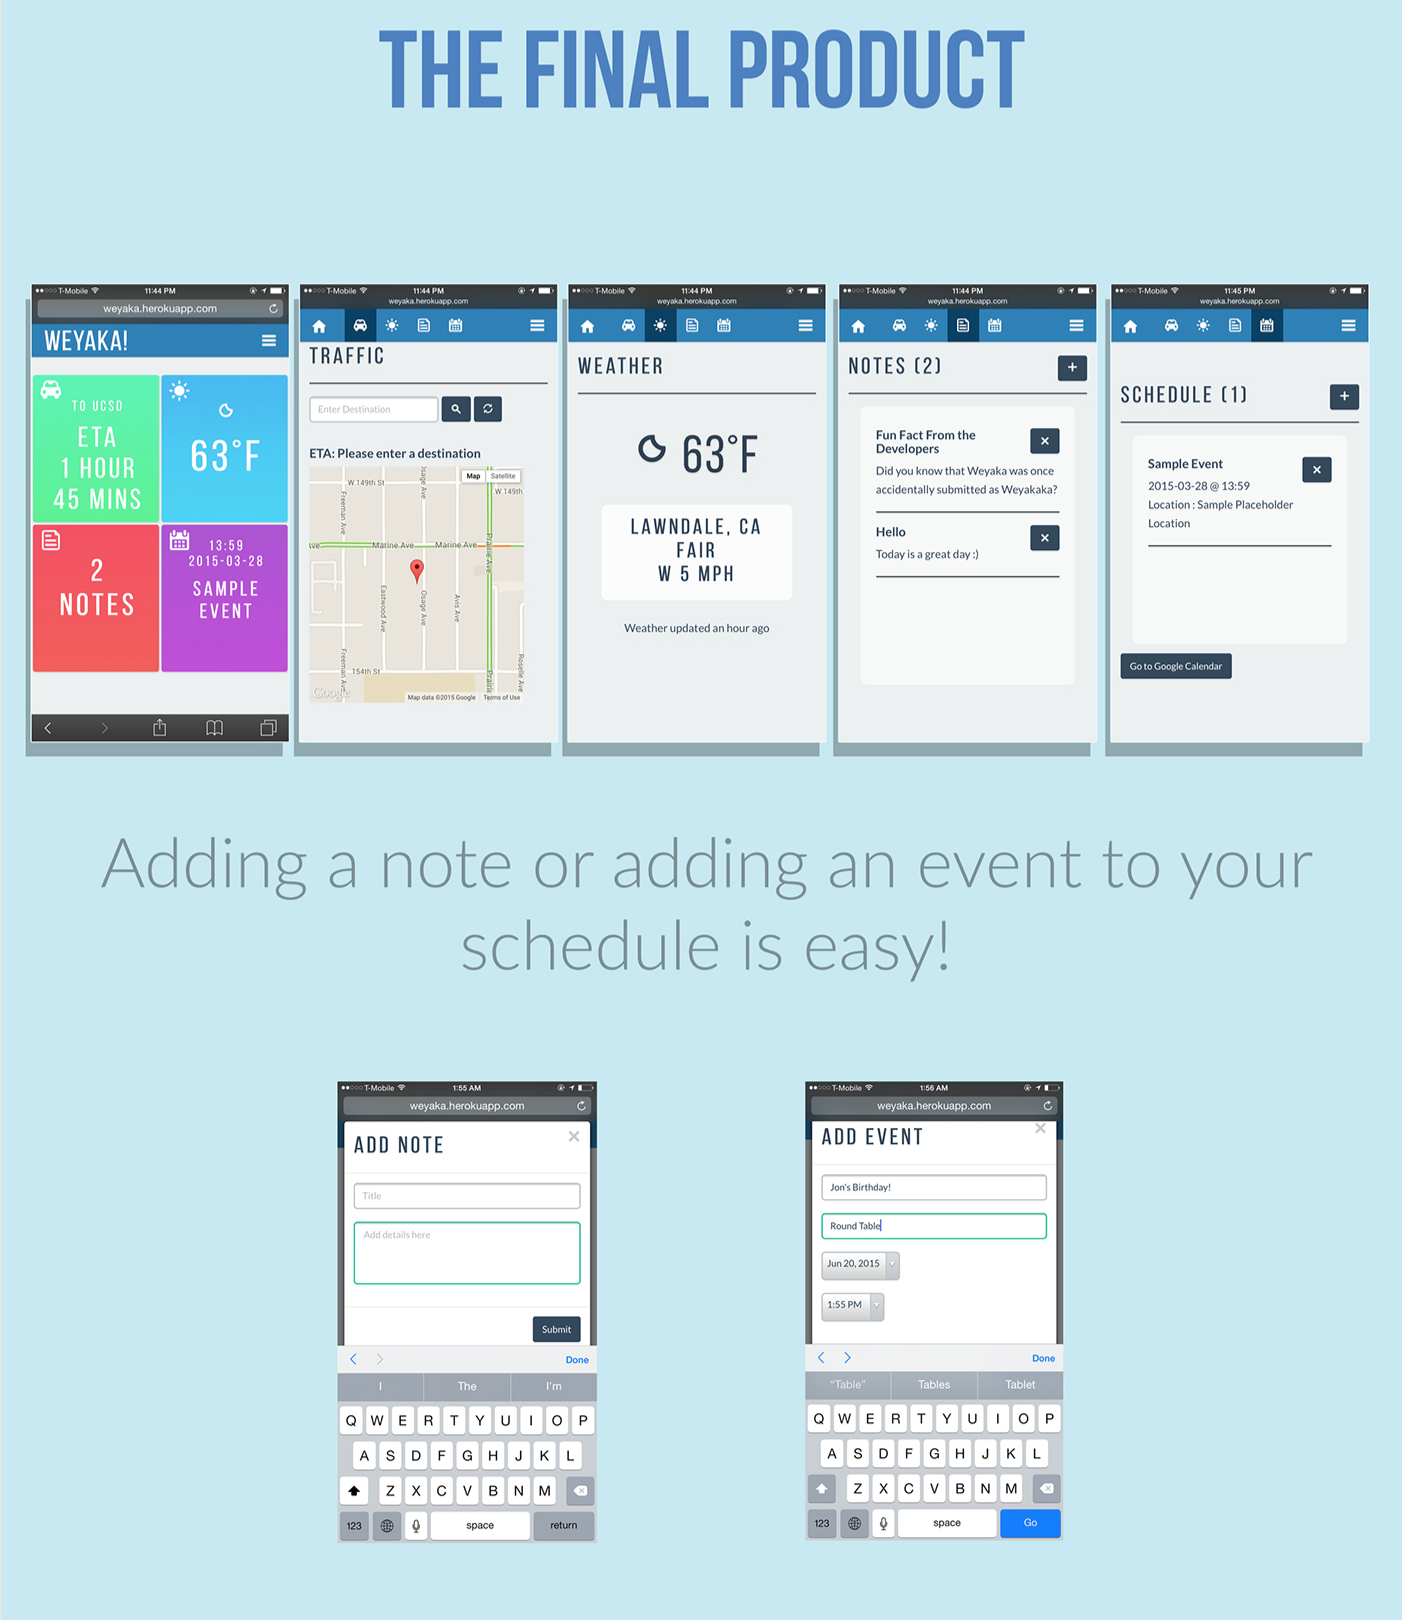 THE FINAL PRODUCT
T-Mobile 11:44 PM
weyaka.herokuapp.com
WEYAKA!
TO UCSD
ETA
1 HOUR
45 MINS
63°F
2
NOTES
13:59
2015-03-28
SAMPLE
EVENT
T-Mobile 11:44 PM
weyaka.herokuapp.com
TRAFFIC
Enter Destination
ETA: Please enter a destination
Map Satellite
W 149th St
W 149th
Osage Ave
Freeman Ave
Marine Ave
Marine Ave
Prairie Ave
Eastwood Ave
Osage Ave
Avis Ave
Freeman Ave
154th St
Roselle Ave
Google
Map data ©2015 Google Terms of Use
T-Mobile 11:44 PM
weyaka.herokuapp.com
WEATHER
63°F
LAWNDALE, CA
FAIR
W 5 MPH
Weather updated an hour ago
T-Mobile 11:44 PM
weyaka.herokuapp.com
NOTES (2)
+
Fun Fact From the
Developers
×
Did you know that Weyaka was once
accidentally submitted as Weyakaka?
Hello
×
Today is a great day :)
T-Mobile 11:45 PM
weyaka.herokuapp.com
SCHEDULE (1)
+
Sample Event
×
2015-03-28 @ 13:59
Location : Sample Placeholder
Location
Go to Google Calendar
Adding a note or adding an event to your
schedule is easy!
T-Mobile 1:55 AM
weyaka.herokuapp.com
ADD NOTE
×
Title
Add details here
Submit
Done
I The I'm
Q W E R T Y U I O P
A S D F G H J K L
Z X C V B N M
123 space return
T-Mobile 1:56 AM
weyaka.herokuapp.com
ADD EVENT
×
Jon's Birthday!
Round Table
Jun 20, 2015
1:55 PM
Done
“Table” Tables Tablet
Q W E R T Y U I O P
A S D F G H J K L
Z X C V B N M
123 space Go